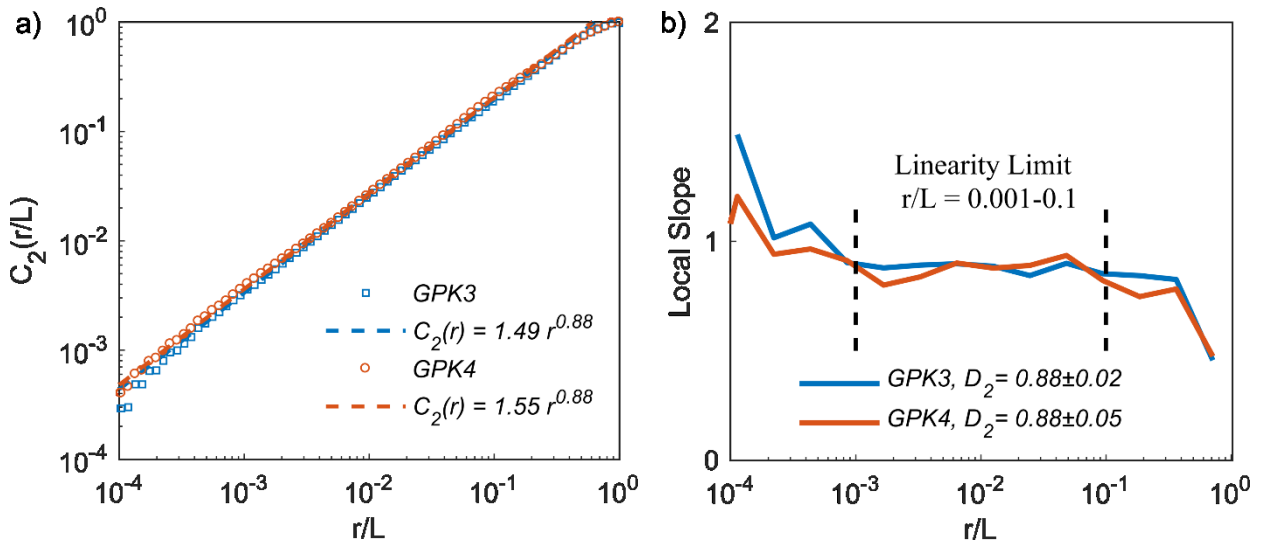 a)
10^0
10^-1
10^-2
10^-3
10^-4
C_2(r/L)
GPK3
C_2(r) = 1.49 r^0.88
GPK4
C_2(r) = 1.55 r^0.88
10^-4
10^-3
10^-2
10^-1
10^0
r/L
b)
2
1
0
Local Slope
Linearity Limit
r/L = 0.001-0.1
GPK3, D_2= 0.88±0.02
GPK4, D_2= 0.88±0.05
10^-4
10^-3
10^-2
10^-1
10^0
r/L